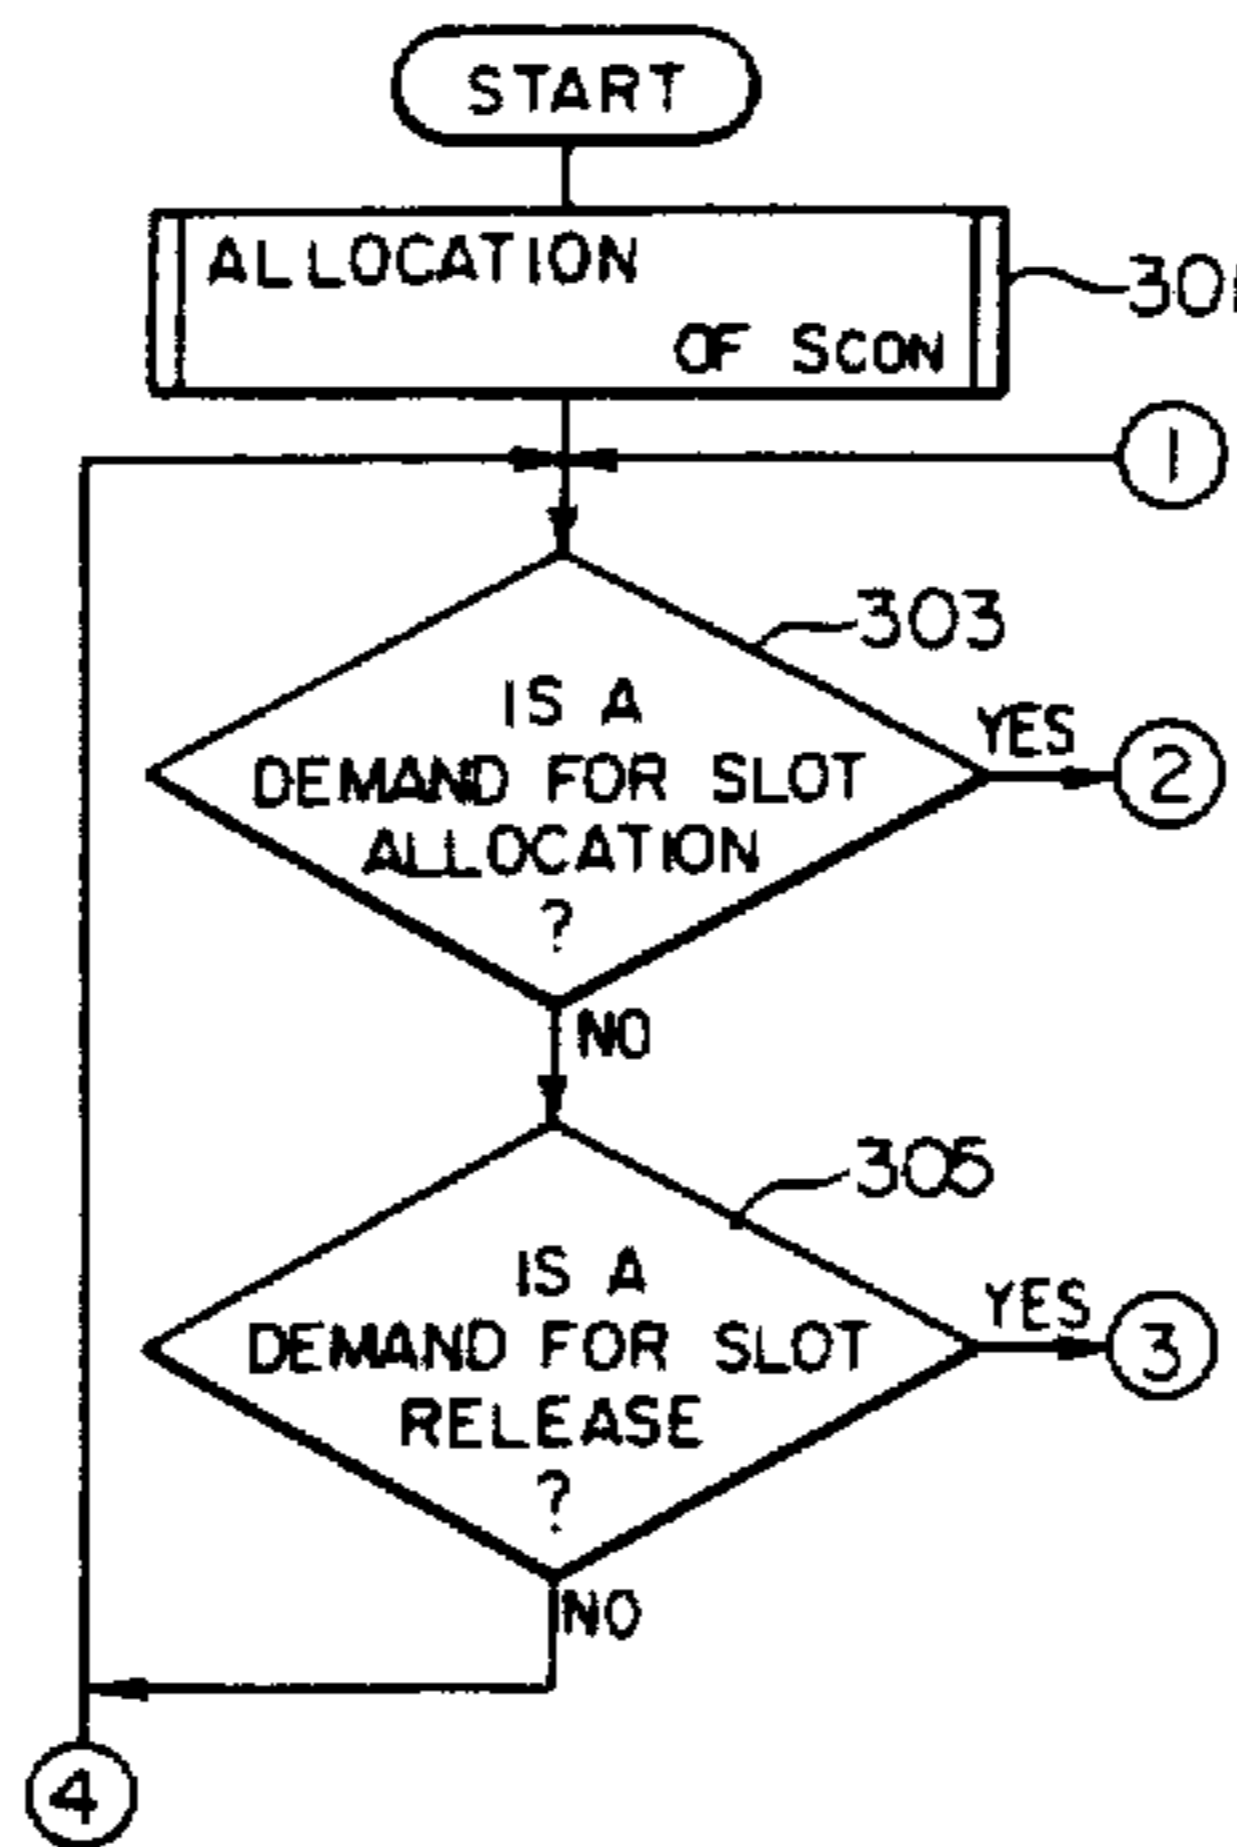 START
ALLOCATION
OF SCON
301
1
303
IS A
DEMAND FOR SLOT
ALLOCATION
?
YES
2
NO
305
IS A
DEMAND FOR SLOT
RELEASE
?
YES
3
NO
4